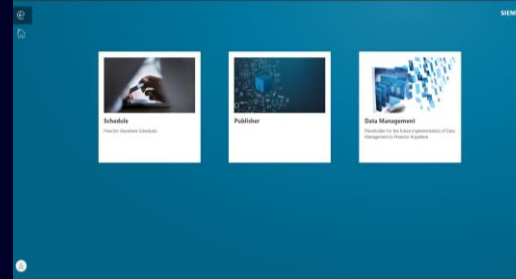 SIEM
Schedule
Preactor Anywhere Scheduler
Publisher
Data Management
Placeholder for the future implementation of Data
Management in Preactor Anywhere